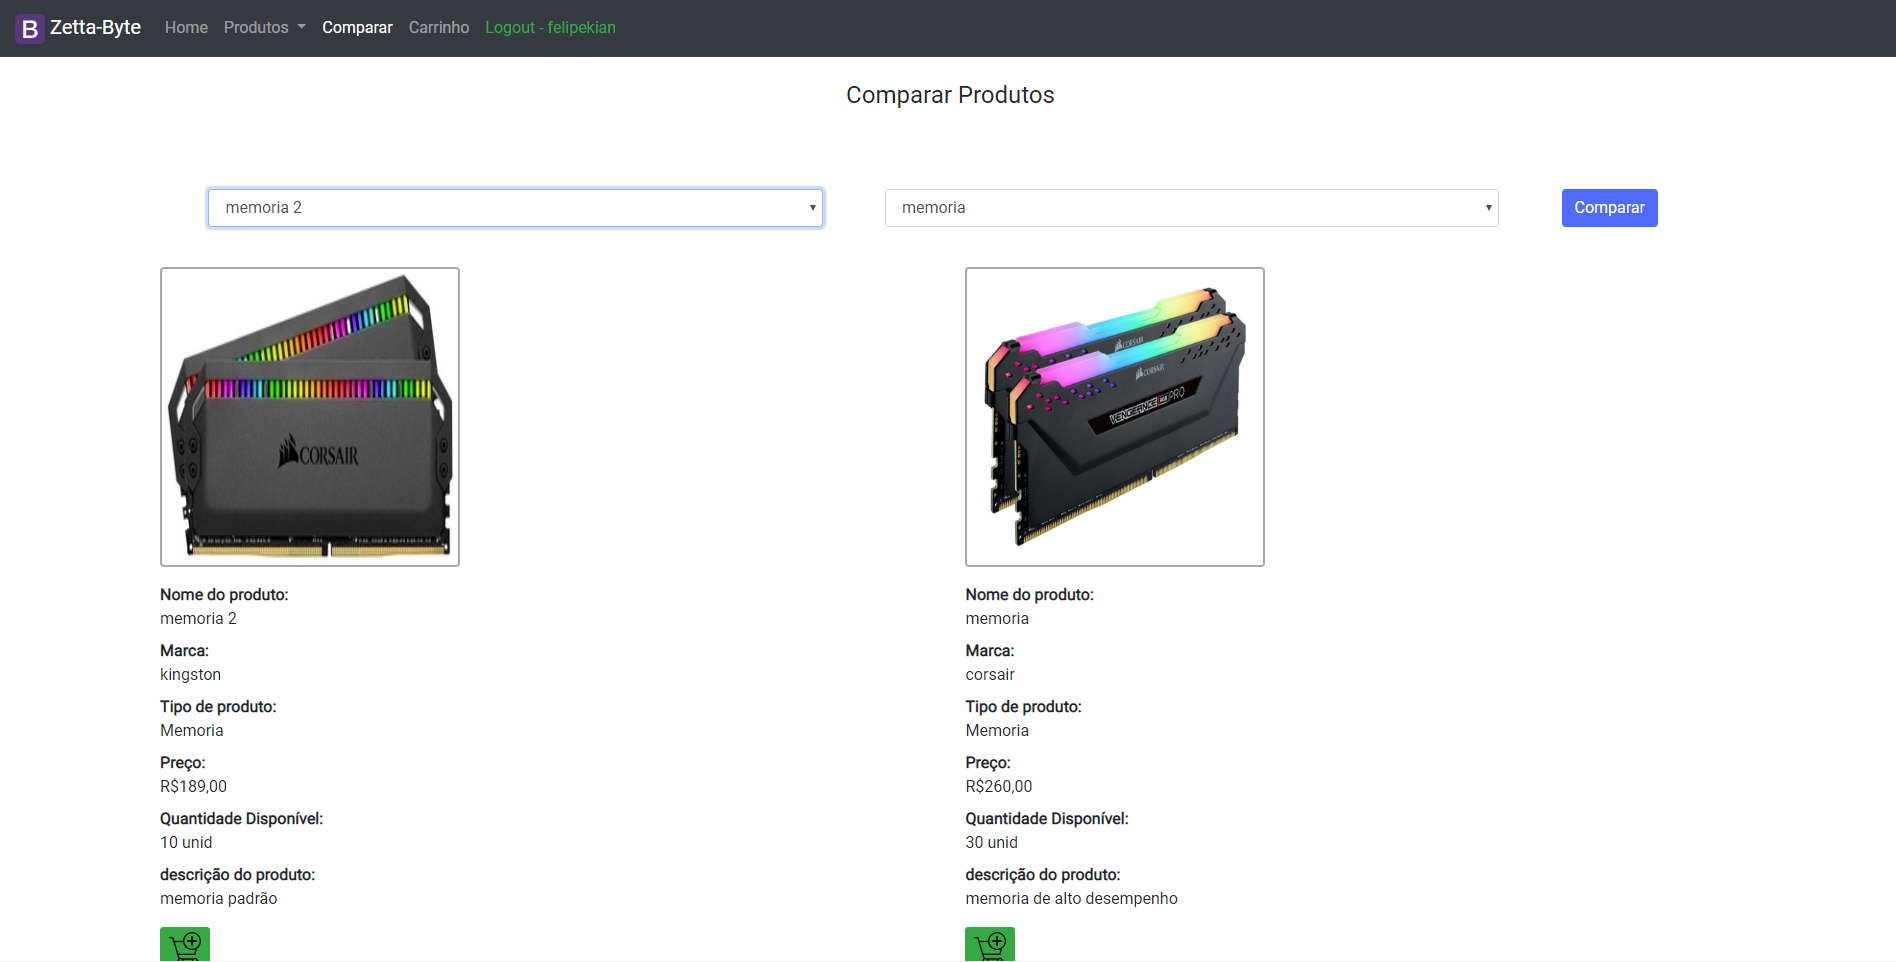 B Zetta-Byte Home Produtos Comparar Carrinho Logout - felipekian
Comparar Produtos
memoria 2 memoria Comparar
CORSAIR
CORSAIR
CORSAIR
VENGEANCE RGB PRO
Nome do produto:
memoria 2
Marca:
kingston
Tipo de produto:
Memoria
Preço:
R$189,00
Quantidade Disponível:
10 unid
descrição do produto:
memoria padrão
Nome do produto:
memoria
Marca:
corsair
Tipo de produto:
Memoria
Preço:
R$260,00
Quantidade Disponível:
30 unid
descrição do produto:
memoria de alto desempenho